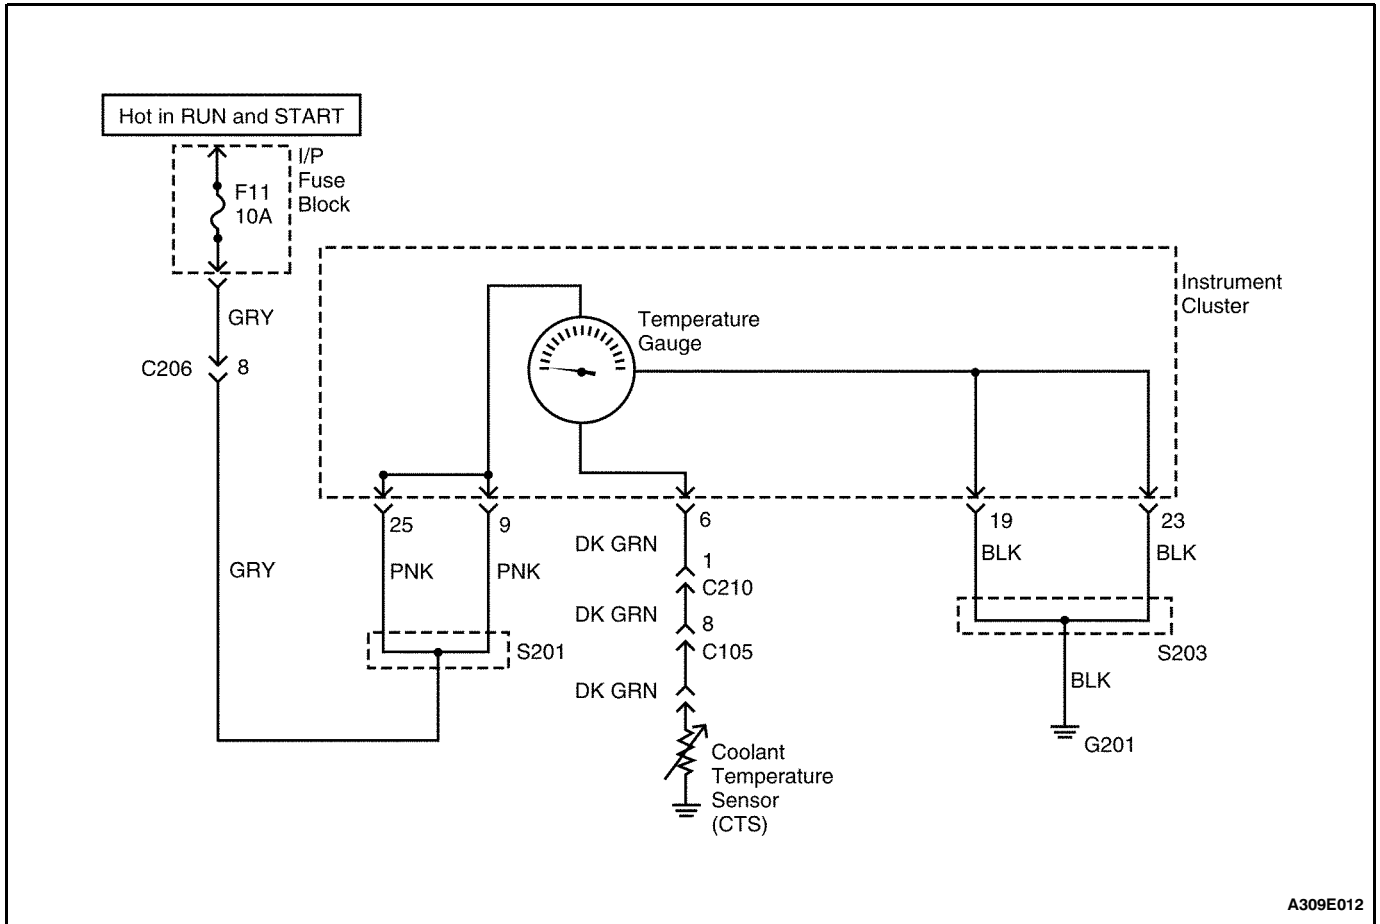 Hot in RUN and START
I/P
Fuse
Block
F11
10A
GRY
C206
8
Instrument
Cluster
Temperature
Gauge
25
9
6
19
23
DK GRN
BLK
BLK
1
GRY
PNK
PNK
C210
DK GRN
8
C105
S201
S203
DK GRN
BLK
G201
Coolant
Temperature
Sensor
(CTS)
A309E012